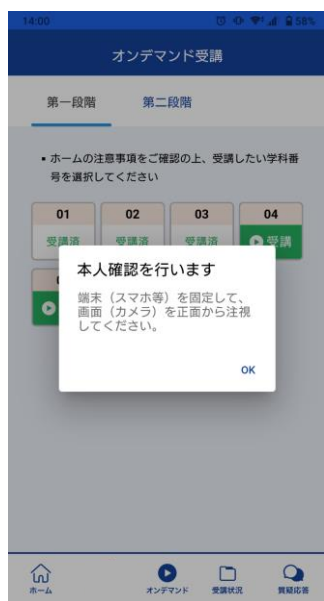 14:00
58%
オンデマンド受講
第一段階
第二段階
▪ ホームの注意事項をご確認の上、受講したい学科番
号を選択してください
01
02
03
04
受講済
受講済
受講済
受講
本人確認を行います
端末（スマホ等）を固定して、
画面（カメラ）を正面から注視
してください。
OK
ホーム
オンデマンド
受講状況
質疑応答